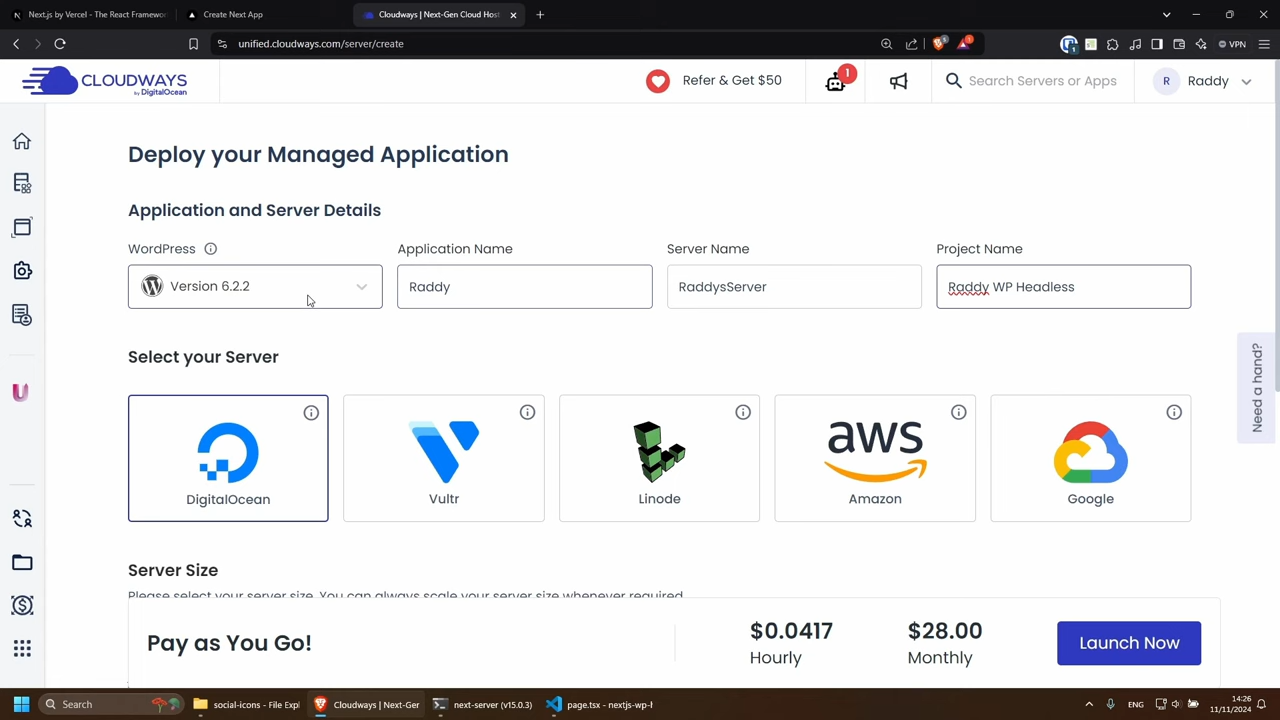 Next.js by Vercel - The React Framework
Create Next App
Cloudways | Next-Gen Cloud Host
unified.cloudways.com/server/create
VPN
CLOUDWAYS
by DigitalOcean
Refer & Get $50
1
Search Servers or Apps
R
Raddy
Deploy your Managed Application
Application and Server Details
WordPress
Application Name
Server Name
Project Name
Version 6.2.2
Raddy
RaddysServer
Raddy WP Headless
Need a hand?
Select your Server
DigitalOcean
Vultr
Linode
aws
Amazon
Google
Server Size
Please select your server size. You can always scale your server size whenever required.
Pay as You Go!
$0.0417
Hourly
$28.00
Monthly
Launch Now
Search
social-icons - File Expl
Cloudways | Next-Ger
next-server (v15.0.3)
page.tsx - nextjs-wp-h
ENG
14:26
11/11/2024